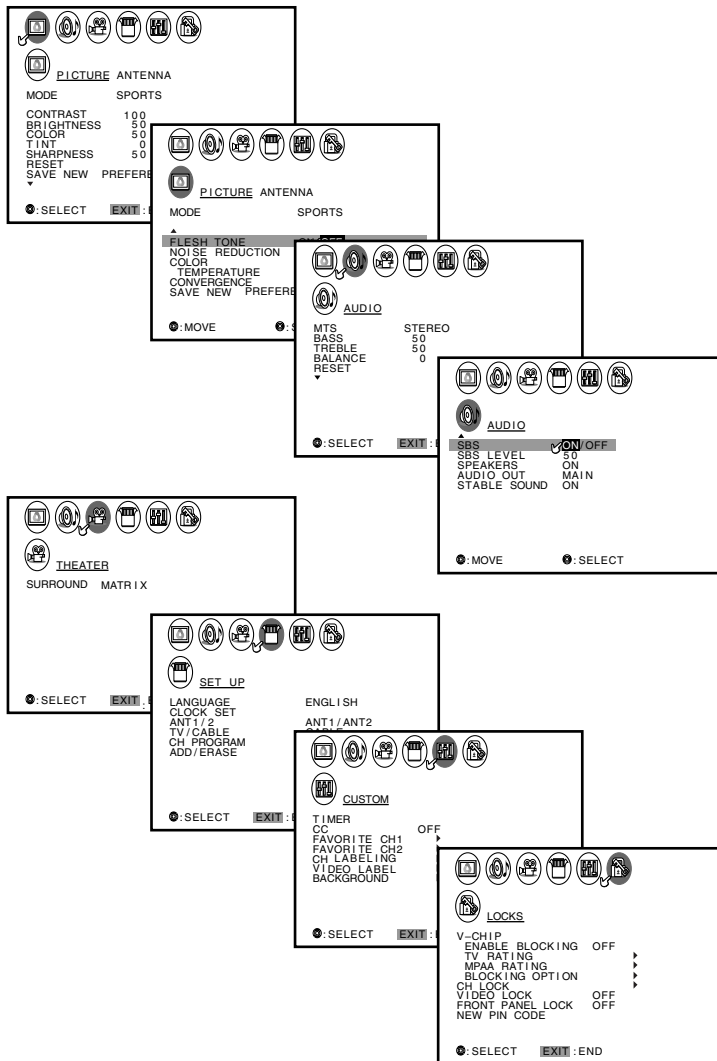 PICTURE ANTENNA
MODE SPORTS
CONTRAST 100
BRIGHTNESS 50
COLOR 50
TINT 0
SHARPNESS 50
RESET
SAVE NEW PREFERE
:SELECT EXIT :
PICTURE ANTENNA
MODE SPORTS
FLESH TONE
NOISE REDUCTION
COLOR
TEMPERATURE
CONVERGENCE
SAVE NEW PREFERE
:MOVE
AUDIO
MTS STEREO
BASS 50
TREBLE 50
BALANCE 0
RESET
:SELECT EXIT :
AUDIO
SBS ON/OFF
SBS LEVEL 50
SPEAKERS ON
AUDIO OUT MAIN
STABLE SOUND ON
:MOVE :SELECT
THEATER
SURROUND MATRIX
:SELECT EXIT :
SET UP
LANGUAGE ENGLISH
CLOCK SET
ANT1/2 ANT1/ANT2
TV/CABLE CABLE
CH PROGRAM
ADD/ERASE
:SELECT EXIT :
CUSTOM
TIMER
CC OFF
FAVORITE CH1
FAVORITE CH2
CH LABELING
VIDEO LABEL
BACKGROUND
:SELECT EXIT :
LOCKS
V-CHIP
ENABLE BLOCKING OFF
TV RATING
MPAA RATING
BLOCKING OPTION
CH LOCK
VIDEO LOCK OFF
FRONT PANEL LOCK OFF
NEW PIN CODE
:SELECT EXIT :END